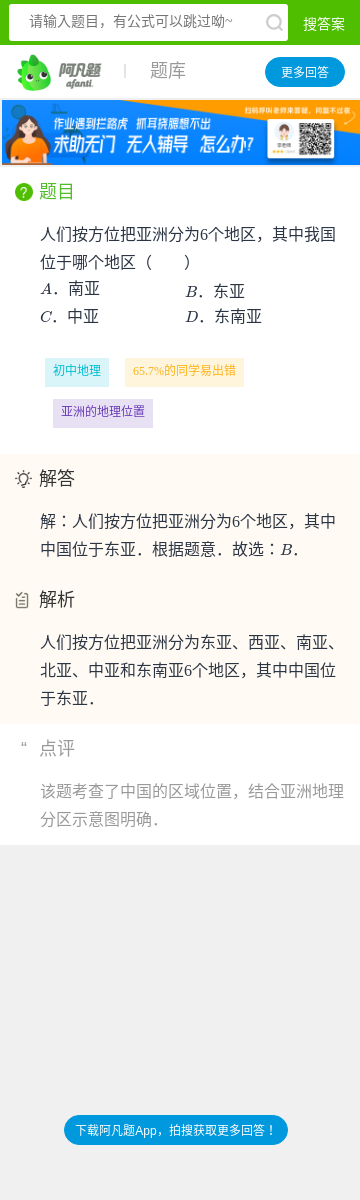 请输入题目，有公式可以跳过呦~
搜答案
阿凡题
afanti.
题库
更多回答
扫码呼叫老师来答疑，问题不过夜！
作业遇到拦路虎 抓耳挠腮想不出
求助无门 无人辅导 怎么办?
题目
人们按方位把亚洲分为6个地区，其中我国
位于哪个地区（　　）
A．南亚 B．东亚
C．中亚 D．东南亚
初中地理 65.7%的同学易出错
亚洲的地理位置
解答
解：人们按方位把亚洲分为6个地区，其中
中国位于东亚．根据题意．故选：B．
解析
人们按方位把亚洲分为东亚、西亚、南亚、
北亚、中亚和东南亚6个地区，其中中国位
于东亚．
点评
该题考查了中国的区域位置，结合亚洲地理
分区示意图明确．
下载阿凡题App，拍搜获取更多回答！